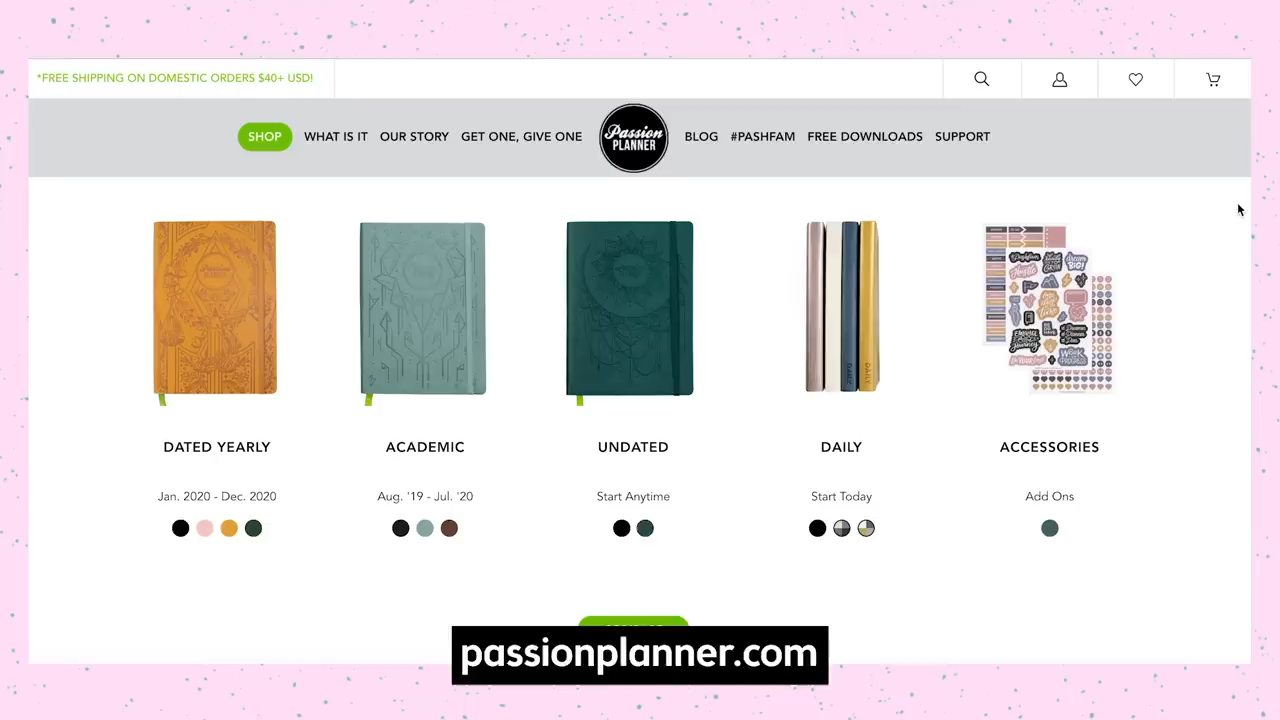 *FREE SHIPPING ON DOMESTIC ORDERS $40+ USD!
SHOP WHAT IS IT OUR STORY GET ONE, GIVE ONE Passion PLANNER BLOG #PASHFAM FREE DOWNLOADS SUPPORT
DAILY DAILY
DATED YEARLY ACADEMIC UNDATED DAILY ACCESSORIES
Jan. 2020 - Dec. 2020 Aug. '19 - Jul. '20 Start Anytime Start Today Add Ons
passionplanner.com